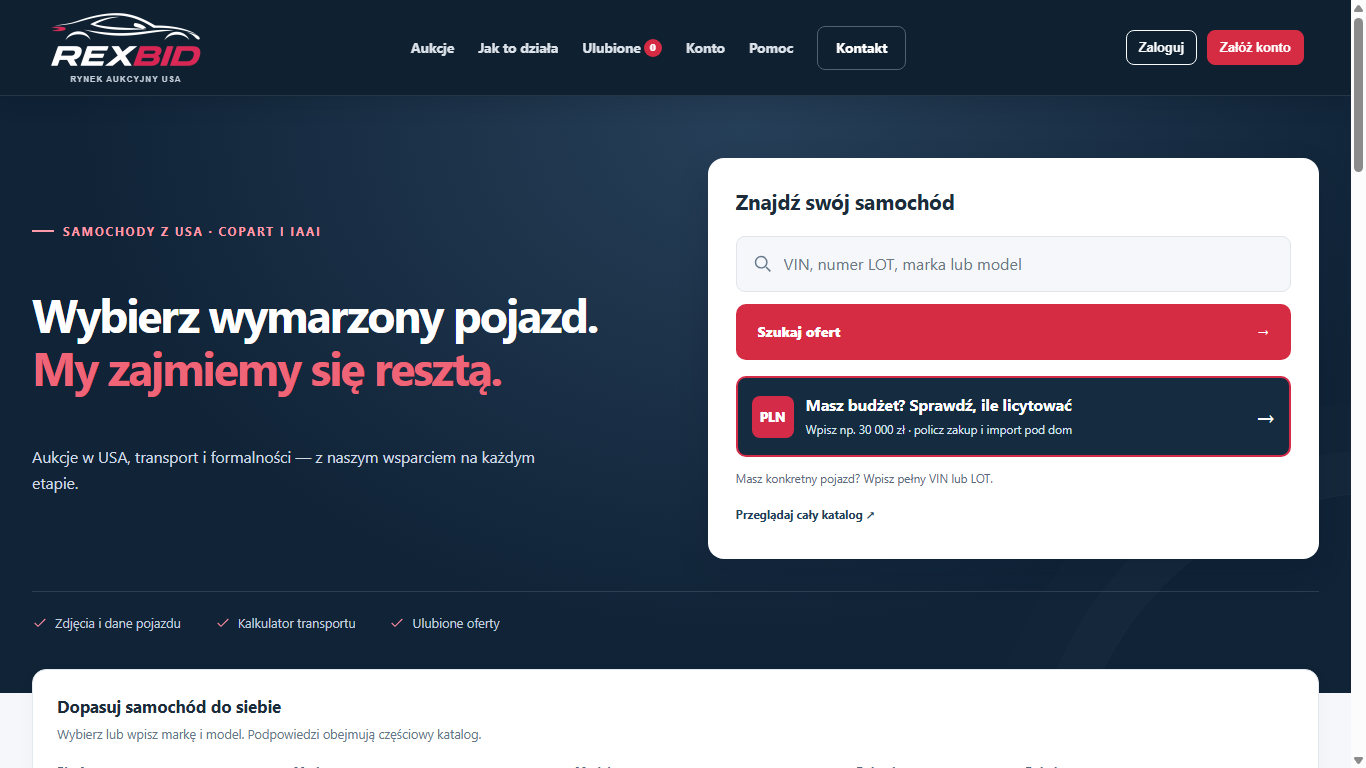 REXBID
RYNEK AUKCYJNY USA
Aukcje
Jak to działa
Ulubione 0
Konto
Pomoc
Kontakt
Zaloguj
Załóż konto
SAMOCHODY Z USA · COPART I IAAI
Wybierz wymarzony pojazd.
My zajmiemy się resztą.
Aukcje w USA, transport i formalności — z naszym wsparciem na każdym
etapie.
Znajdź swój samochód
VIN, numer LOT, marka lub model
Szukaj ofert →
PLN
Masz budżet? Sprawdź, ile licytować
Wpisz np. 30 000 zł · policz zakup i import pod dom
→
Masz konkretny pojazd? Wpisz pełny VIN lub LOT.
Przeglądaj cały katalog ↗
Zdjęcia i dane pojazdu
Kalkulator transportu
Ulubione oferty
Dopasuj samochód do siebie
Wybierz lub wpisz markę i model. Podpowiedzi obejmują częściowy katalog.